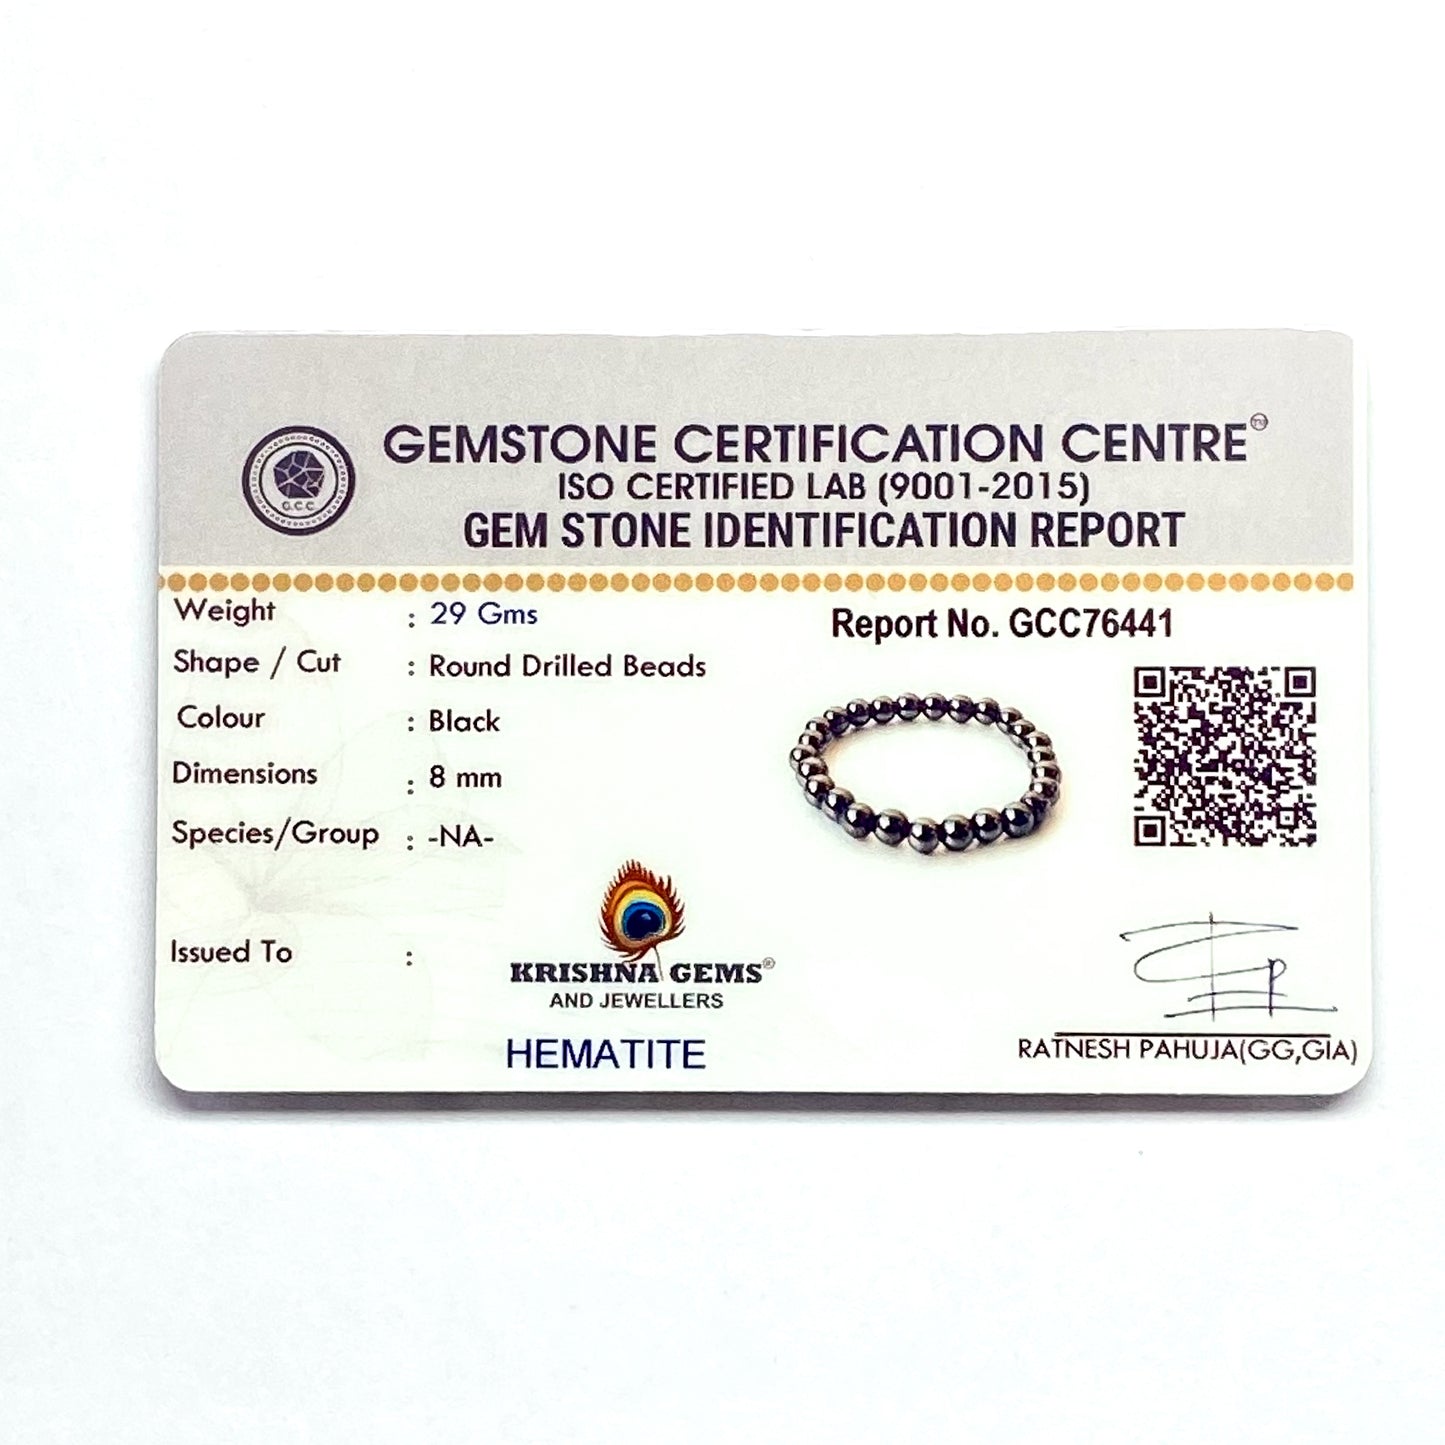 GEMSTONE CERTIFICATION CENTRE™
ISO CERTIFIED LAB (9001-2015)
GEM STONE IDENTIFICATION REPORT
G.C.C
Weight : 29 Gms
Shape / Cut : Round Drilled Beads
Colour : Black
Dimensions : 8 mm
Species/Group : -NA-
Issued To :
KRISHNA GEMS®
AND JEWELLERS
HEMATITE
Report No. GCC76441
RATNESH PAHUJA(GG,GIA)